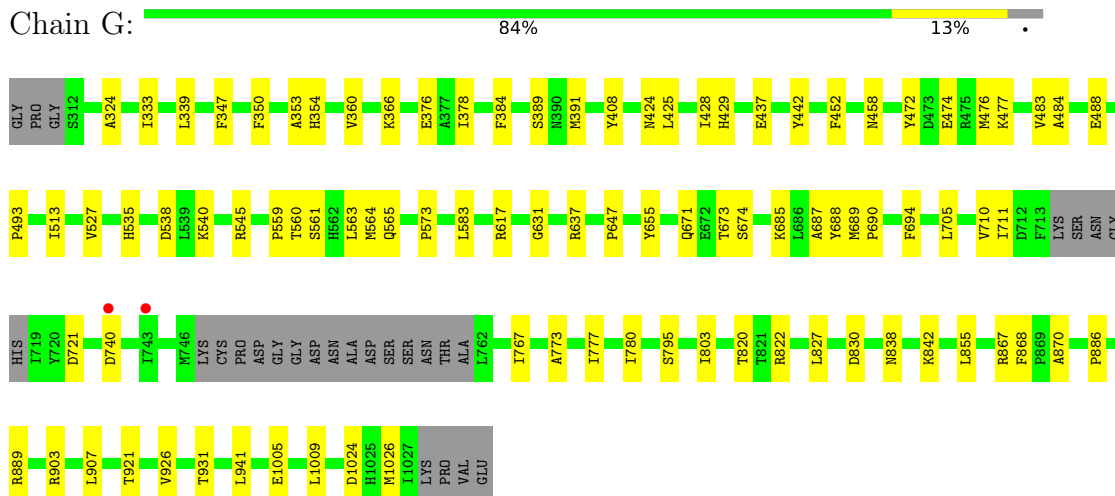 Chain G:
84% 13% •
GLY PRO GLY S312 A324 I333 L339 F347 F350 A353 H354 V360 K366 E376 A377 I378 F384 S389 N390 M391 Y408 N424 L425 I428 H429 E437 Y442 F452 N458 Y472 D473 E474 R475 M476 K477 V483 A484 E488
P493 I513 V527 H535 D538 L539 K540 R545 P559 T560 S561 H562 L563 M564 Q565 P573 L583 R617 G631 R637 P647 Y655 Q671 E672 T673 S674 K685 L686 A687 Y688 M689 P690 F694 L705 V710 I711 D712 F713 LYS SER ASN GLY
HIS I719 Y720 D721 D740 I743 M746 LYS CYS PRO ASP GLY GLY ASP ASN ALA ASP SER SER ASN THR ALA L762 I767 A773 I777 I780 S795 I803 T820 T821 R822 L827 D830 N838 K842 L855 R867 F868 P869 A870 P886
R889 R903 L907 T921 V926 T931 L941 E1005 L1009 D1024 H1025 M1026 I1027 LYS PRO VAL GLU